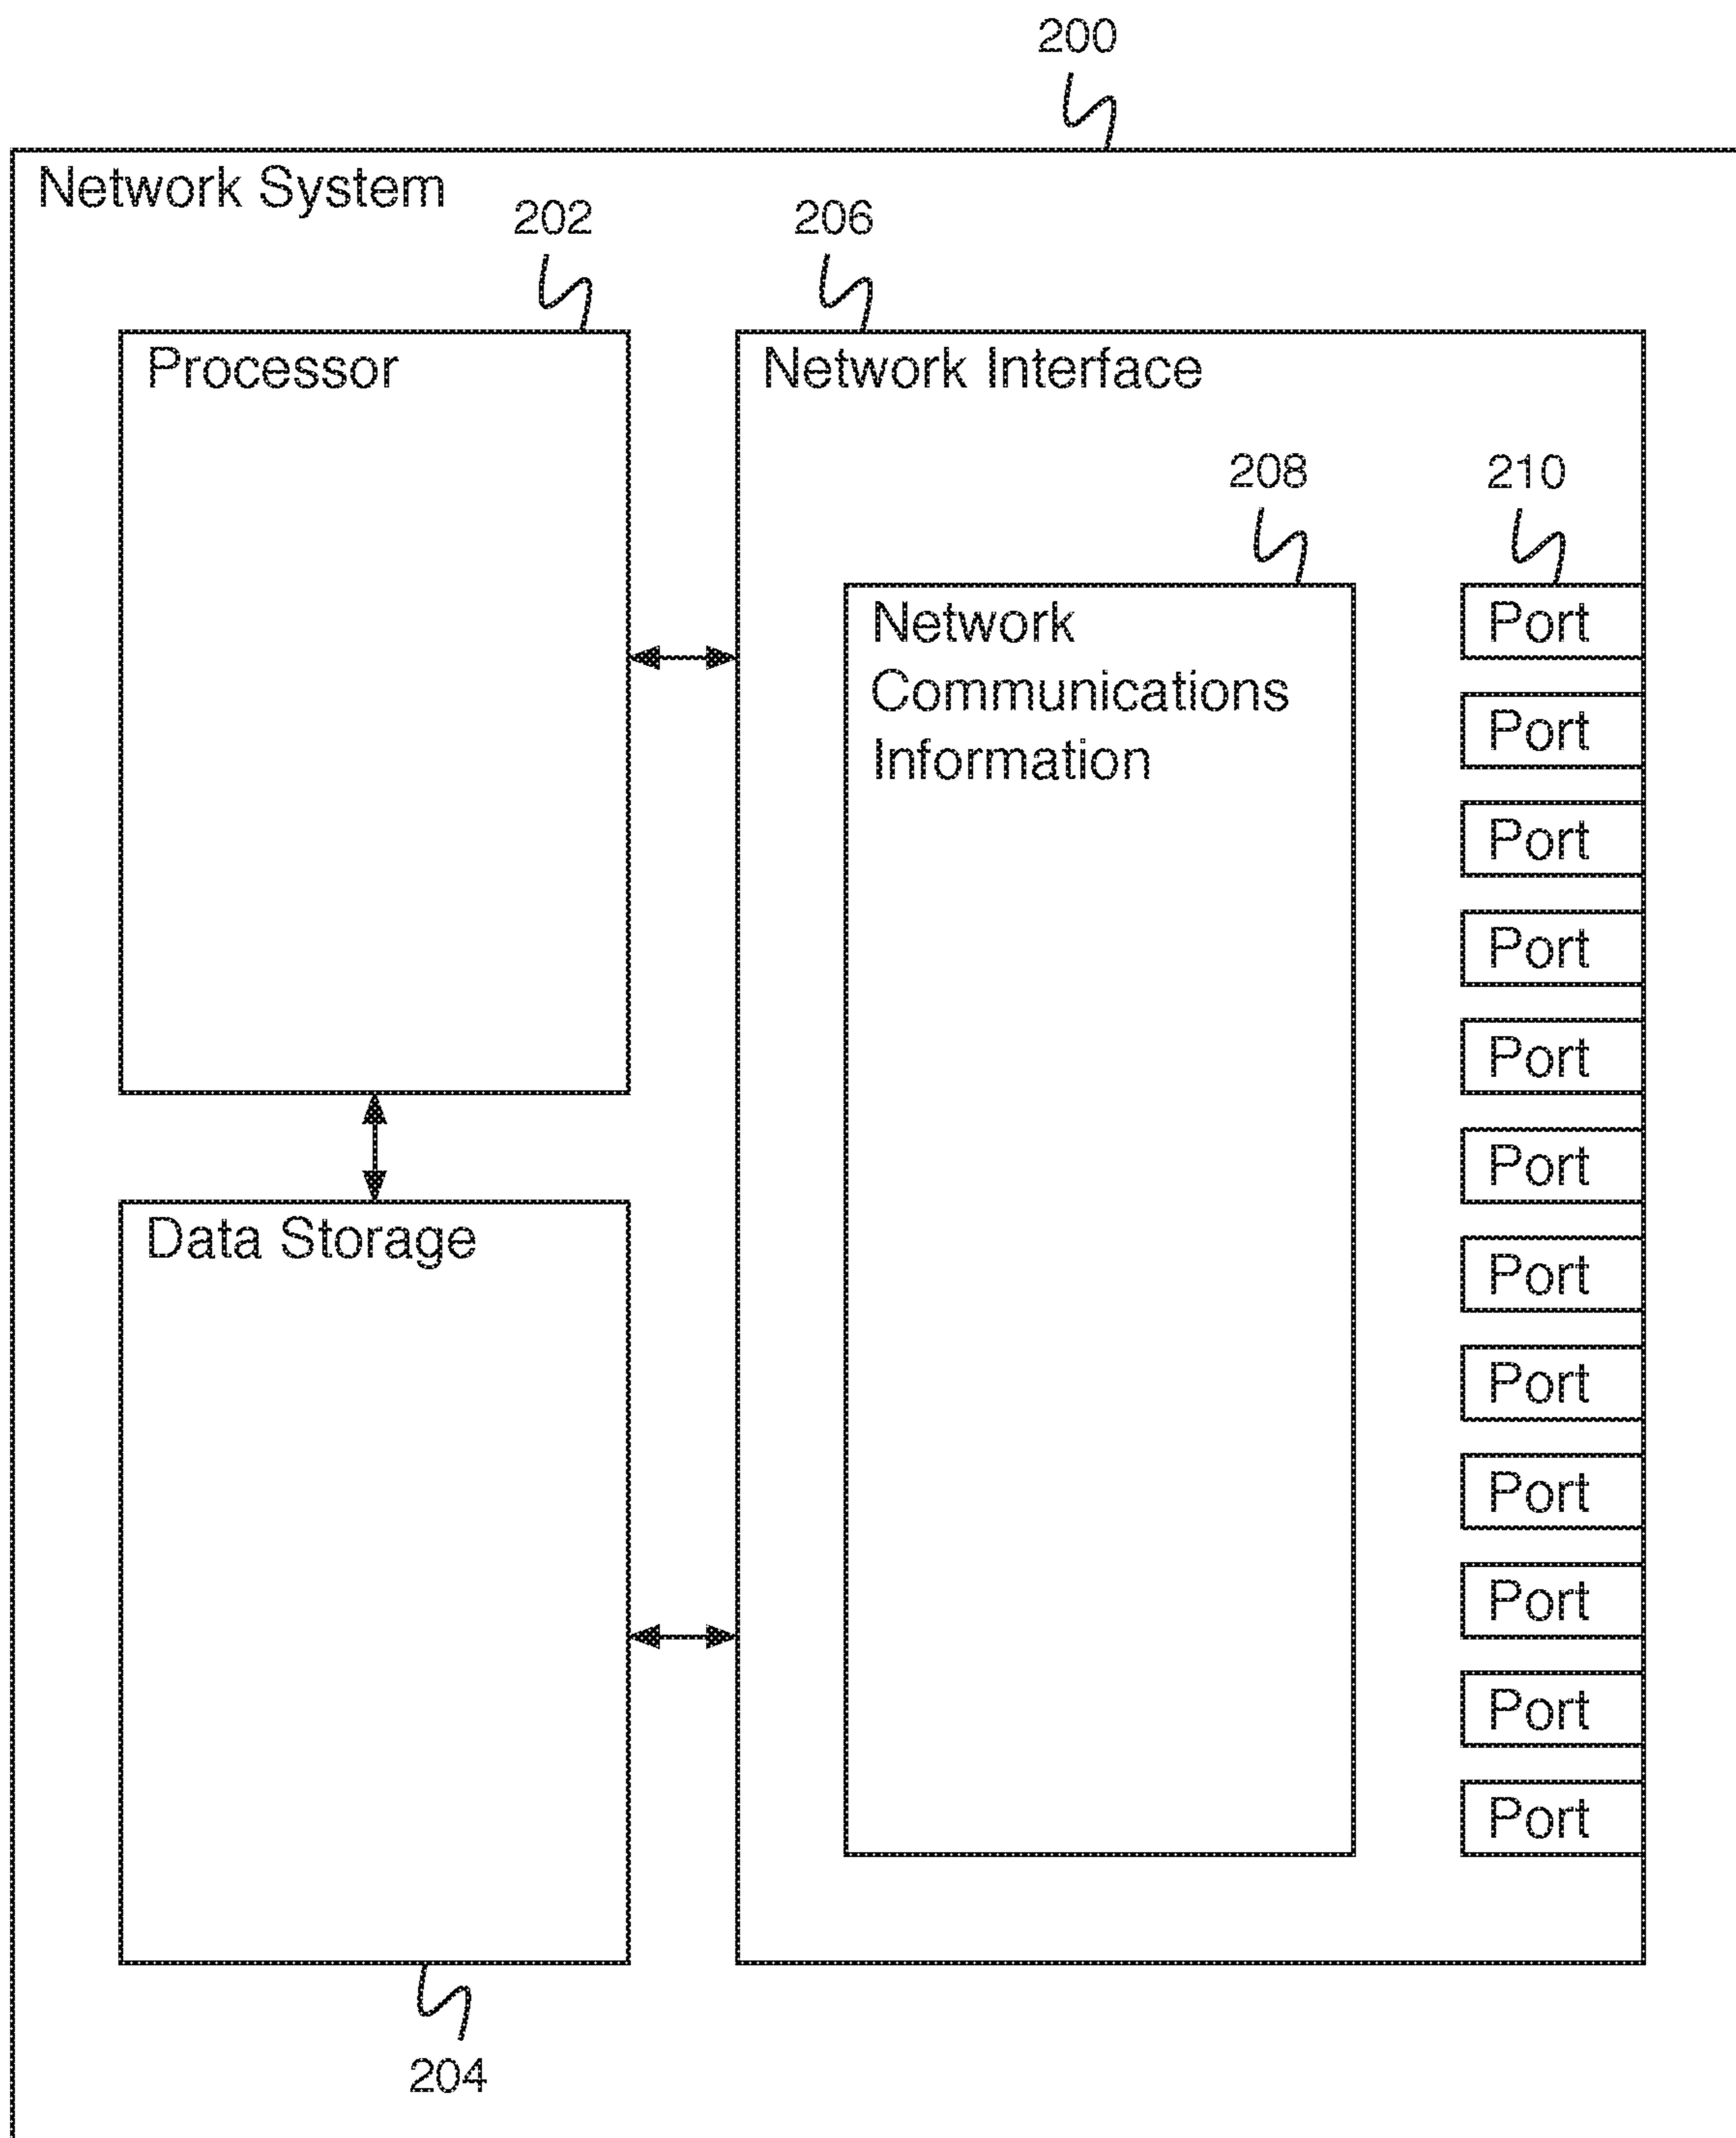 200
Network System
202
206
Processor
Network Interface
208
210
Network
Communications
Information
Port
Port
Port
Port
Port
Port
Port
Port
Port
Port
Port
Port
Data Storage
204